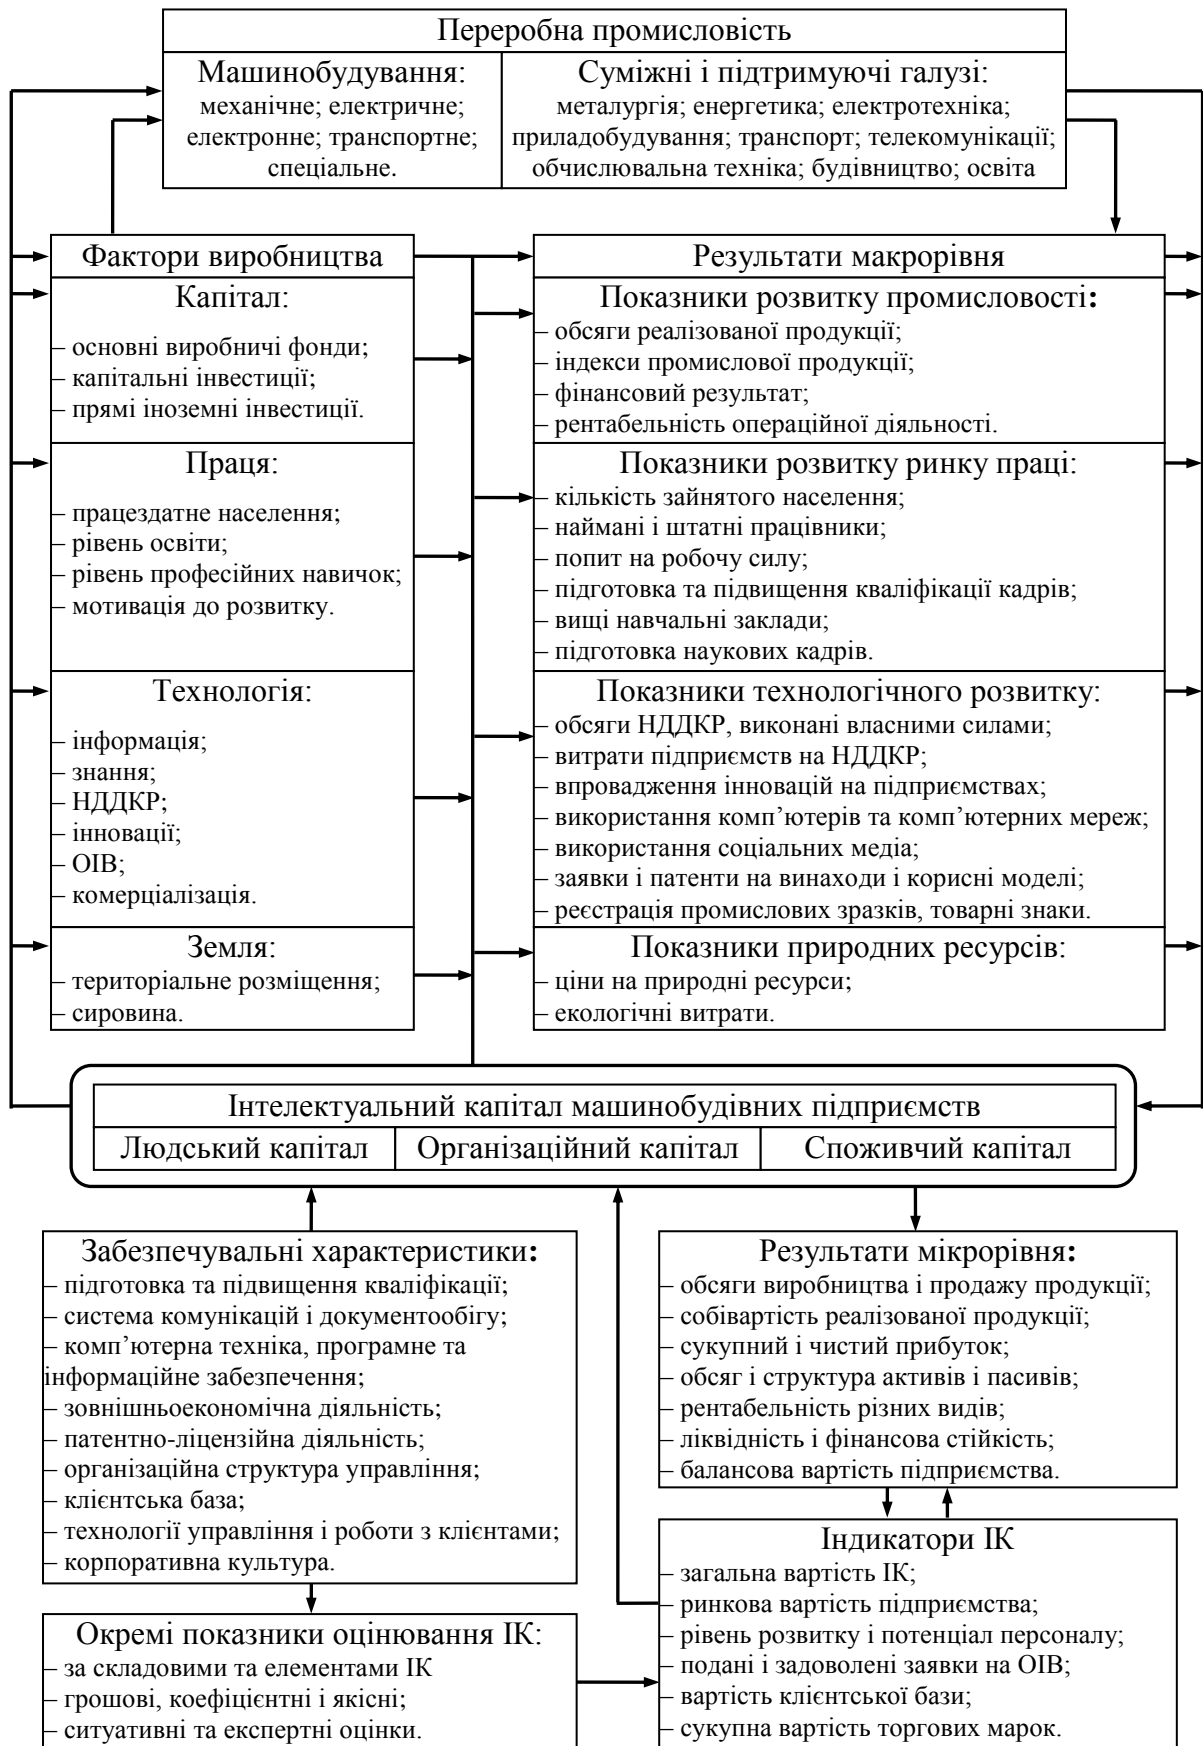 Переробна промисловість
Машинобудування:
механічне; електричне;
електронне; транспортне;
спеціальне.
Суміжні і підтримуючі галузі:
металургія; енергетика; електротехніка;
приладобудування; транспорт; телекомунікації;
обчислювальна техніка; будівництво; освіта
Фактори виробництва
Капітал:
– основні виробничі фонди;
– капітальні інвестиції;
– прямі іноземні інвестиції.
Праця:
– працездатне населення;
– рівень освіти;
– рівень професійних навичок;
– мотивація до розвитку.
Технологія:
– інформація;
– знання;
– НДДКР;
– інновації;
– ОІВ;
– комерціалізація.
Земля:
– територіальне розміщення;
– сировина.
Результати макрорівня
Показники розвитку промисловості:
– обсяги реалізованої продукції;
– індекси промислової продукції;
– фінансовий результат;
– рентабельність операційної діяльності.
Показники розвитку ринку праці:
– кількість зайнятого населення;
– наймані і штатні працівники;
– попит на робочу силу;
– підготовка та підвищення кваліфікації кадрів;
– вищі навчальні заклади;
– підготовка наукових кадрів.
Показники технологічного розвитку:
– обсяги НДДКР, виконані власними силами;
– витрати підприємств на НДДКР;
– впровадження інновацій на підприємствах;
– використання комп’ютерів та комп’ютерних мереж;
– використання соціальних медіа;
– заявки і патенти на винаходи і корисні моделі;
– реєстрація промислових зразків, товарні знаки.
Показники природних ресурсів:
– ціни на природні ресурси;
– екологічні витрати.
Інтелектуальний капітал машинобудівних підприємств
Людський капітал
Організаційний капітал
Споживчий капітал
Забезпечувальні характеристики:
– підготовка та підвищення кваліфікації;
– система комунікацій і документообігу;
– комп’ютерна техніка, програмне та
інформаційне забезпечення;
– зовнішньоекономічна діяльність;
– патентно-ліцензійна діяльність;
– організаційна структура управління;
– клієнтська база;
– технології управління і роботи з клієнтами;
– корпоративна культура.
Окремі показники оцінювання ІК:
– за складовими та елементами ІК
– грошові, коефіцієнтні і якісні;
– ситуативні та експертні оцінки.
Результати мікрорівня:
– обсяги виробництва і продажу продукції;
– собівартість реалізованої продукції;
– сукупний і чистий прибуток;
– обсяг і структура активів і пасивів;
– рентабельність різних видів;
– ліквідність і фінансова стійкість;
– балансова вартість підприємства.
Індикатори ІК
– загальна вартість ІК;
– ринкова вартість підприємства;
– рівень розвитку і потенціал персоналу;
– подані і задоволені заявки на ОІВ;
– вартість клієнтської бази;
– сукупна вартість торгових марок.